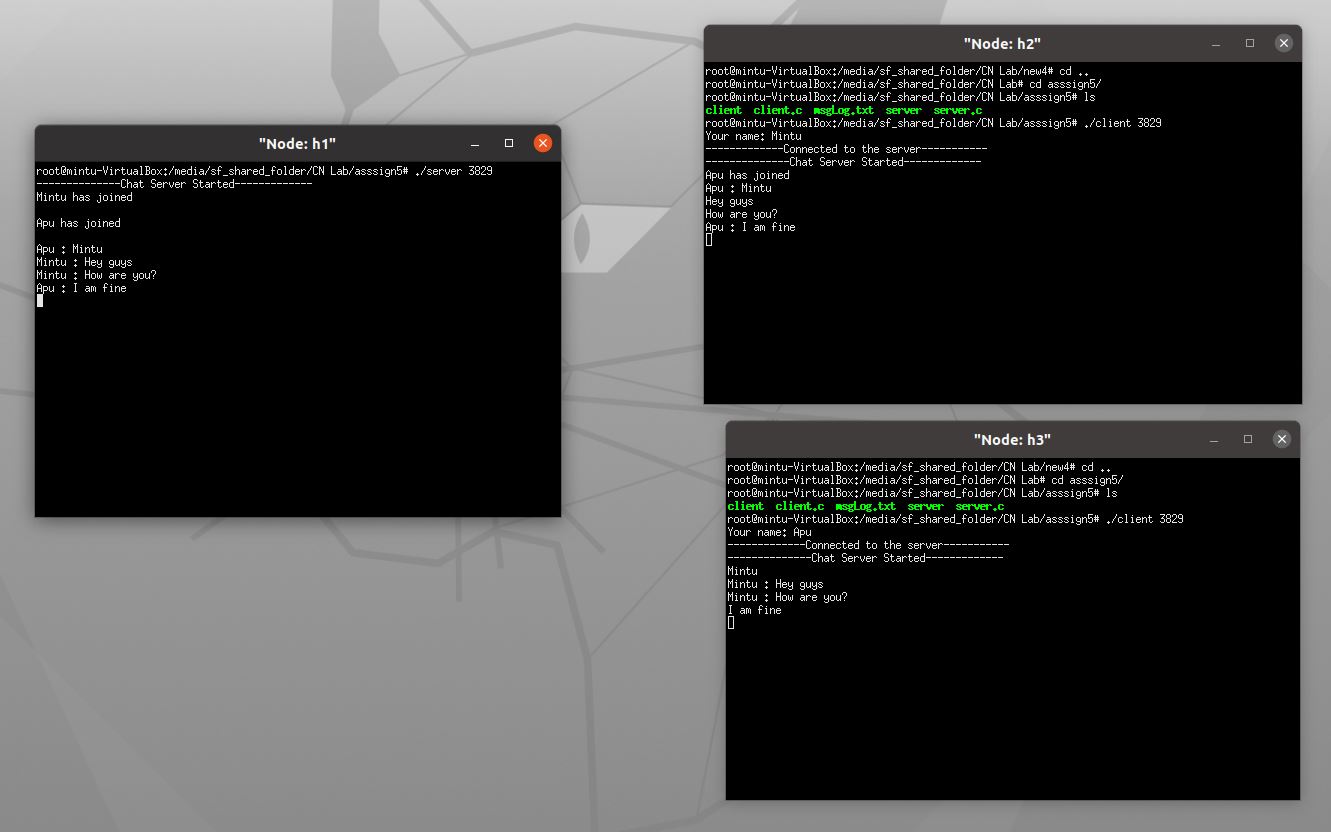 "Node: h1"
root@mintu-VirtualBox:/media/sf_shared_folder/CN Lab/asssign5# ./server 3829
--------------Chat Server Started-------------
Mintu has joined
Apu has joined
Apu : Mintu
Mintu : Hey guys
Mintu : How are you?
Apu : I am fine
"Node: h2"
root@mintu-VirtualBox:/media/sf_shared_folder/CN Lab/new4# cd ..
root@mintu-VirtualBox:/media/sf_shared_folder/CN Lab# cd asssign5/
root@mintu-VirtualBox:/media/sf_shared_folder/CN Lab/asssign5# ls
client  client.c  msgLog.txt  server  server.c
root@mintu-VirtualBox:/media/sf_shared_folder/CN Lab/asssign5# ./client 3829
Your name: Mintu
-------------Connected to the server-----------
--------------Chat Server Started-------------
Apu has joined
Apu : Mintu
Hey guys
How are you?
Apu : I am fine
"Node: h3"
root@mintu-VirtualBox:/media/sf_shared_folder/CN Lab/new4# cd ..
root@mintu-VirtualBox:/media/sf_shared_folder/CN Lab# cd asssign5/
root@mintu-VirtualBox:/media/sf_shared_folder/CN Lab/asssign5# ls
client  client.c  msgLog.txt  server  server.c
root@mintu-VirtualBox:/media/sf_shared_folder/CN Lab/asssign5# ./client 3829
Your name: Apu
-------------Connected to the server-----------
--------------Chat Server Started-------------
Mintu
Mintu : Hey guys
Mintu : How are you?
I am fine